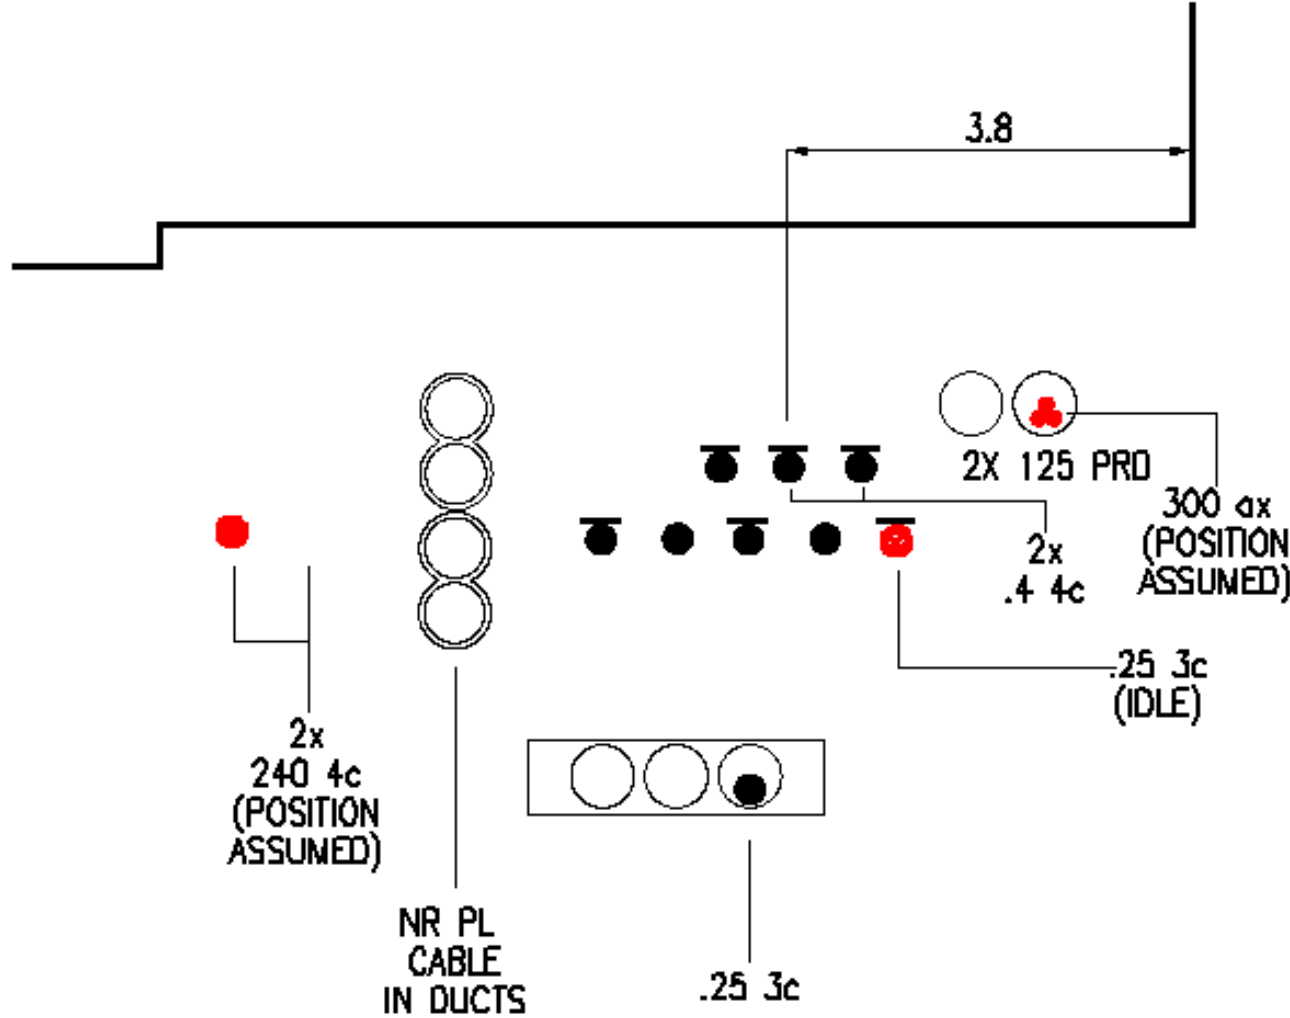 3.8
2X 125 PRD
300 ax
(POSITION
ASSUMED)
2x
.4 4c
.25 3c
(IDLE)
2x
240 4c
(POSITION
ASSUMED)
NR PL
CABLE
IN DUCTS
.25 3c